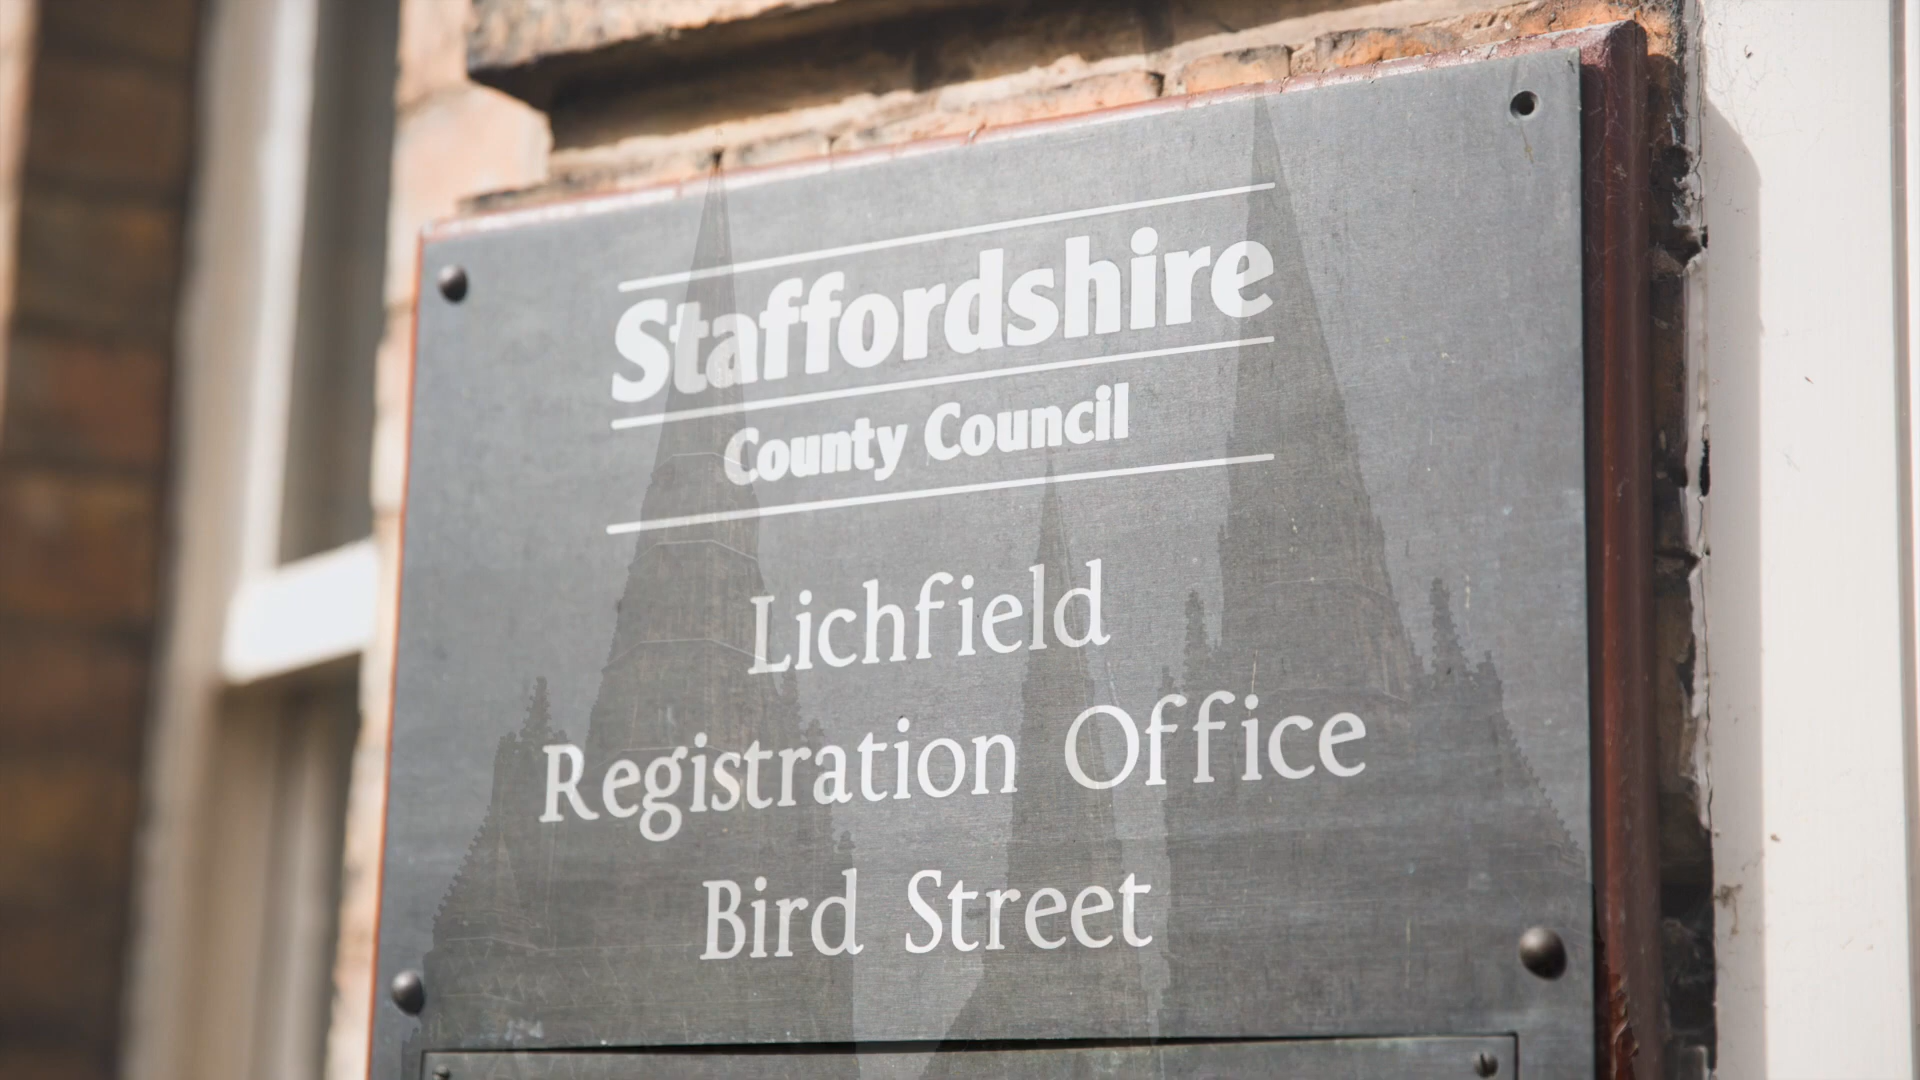 Staffordshire
County Council
Lichfield
Registration Office
Bird Street